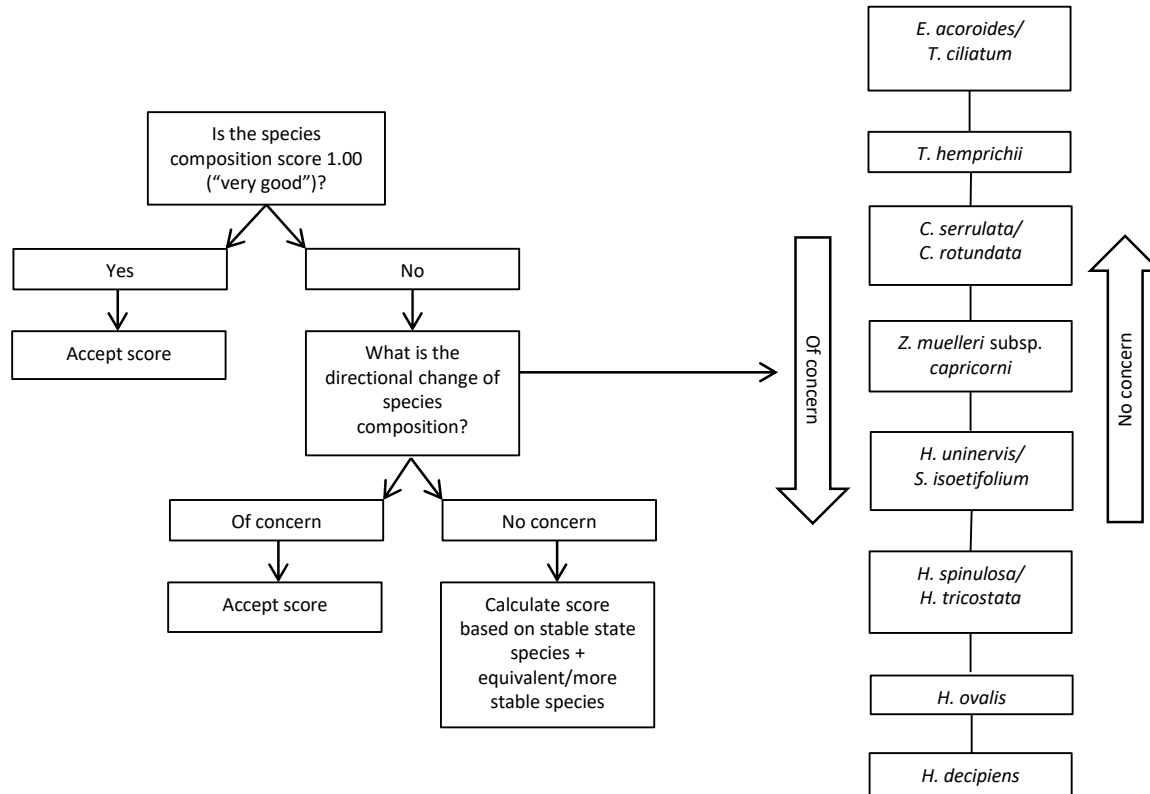 Is the species
composition score 1.00
(“very good”)?
Yes
No
Accept score
What is the
directional change of
species
composition?
Of concern
No concern
Accept score
Calculate score
based on stable state
species +
equivalent/more
stable species
Of concern
E. acoroides/
T. ciliatum
T. hemprichii
C. serrulata/
C. rotundata
Z. muelleri subsp.
capricorni
H. uninervis/
S. isoetifolium
H. spinulosa/
H. tricostata
H. ovalis
H. decipiens
No concern